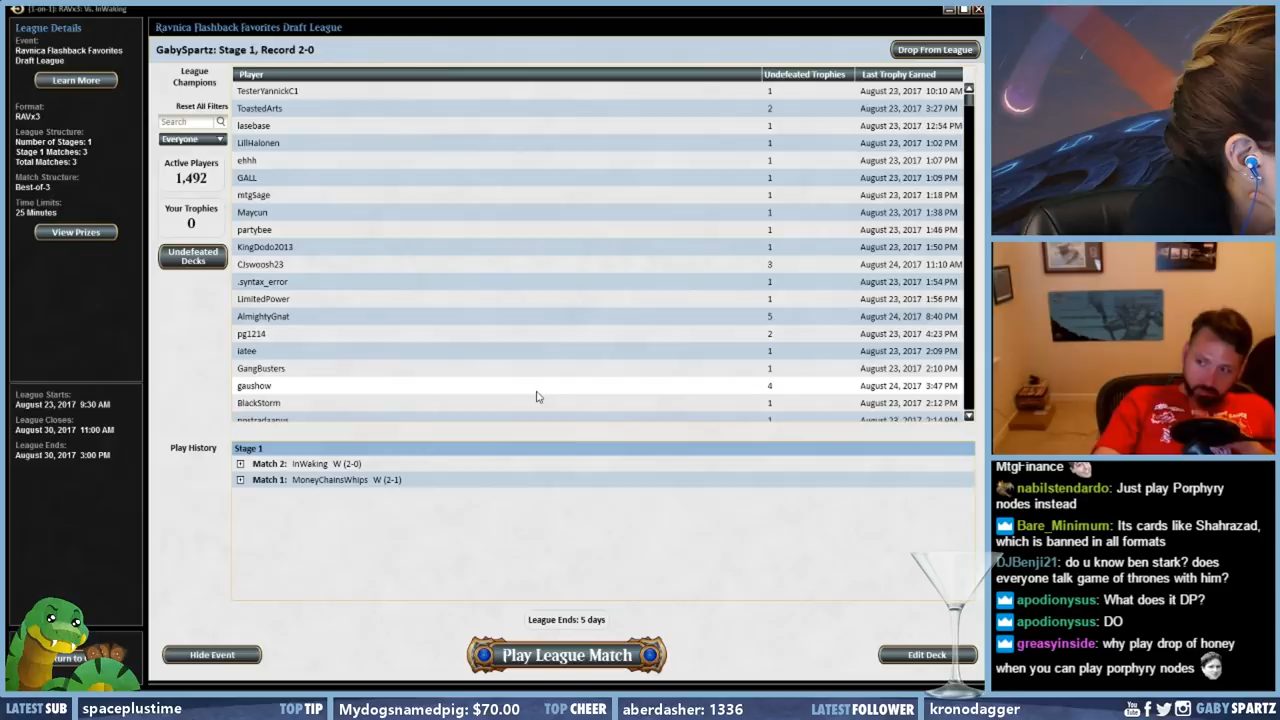 [1-on-1]: RAVx3: Vs. InWaking
League Details
Event:
Ravnica Flashback Favorites
Draft League
Learn More
Format:
RAVx3
League Structure:
Number of Stages: 1
Stage 1 Matches: 3
Total Matches: 3
Match Structure:
Best-of-3
Time Limits:
25 Minutes
View Prizes
League Starts:
August 23, 2017 9:30 AM
League Closes:
August 30, 2017 11:00 AM
League Ends:
August 30, 2017 3:00 PM
Ravnica Flashback Favorites Draft League
GabySpartz: Stage 1, Record 2-0
Drop From League
League
Champions
Reset All Filters
Search
Everyone
Active Players
1,492
Your Trophies
0
Undefeated
Decks
Player Undefeated Trophies Last Trophy Earned
TesterYannickC1 1 August 23, 2017 10:10 AM
ToastedArts 2 August 23, 2017 3:27 PM
lasebase 1 August 23, 2017 12:54 PM
LillHalonen 1 August 23, 2017 1:02 PM
ehhh 1 August 23, 2017 1:07 PM
GALL 1 August 23, 2017 1:09 PM
mtgSage 1 August 23, 2017 1:18 PM
Maycun 1 August 23, 2017 1:38 PM
partybee 1 August 23, 2017 1:46 PM
KingDodo2013 1 August 23, 2017 1:50 PM
CJswoosh23 3 August 24, 2017 11:10 AM
.syntax_error 1 August 23, 2017 1:54 PM
LimitedPower 1 August 23, 2017 1:56 PM
AlmightyGnat 5 August 24, 2017 8:40 PM
pg1214 2 August 23, 2017 4:23 PM
iatee 1 August 23, 2017 2:09 PM
GangBusters 1 August 23, 2017 2:10 PM
gaushow 4 August 24, 2017 3:47 PM
BlackStorm 1 August 23, 2017 2:12 PM
1 August 23, 2017 2:14 PM
Play History
Stage 1
Match 2: InWaking W (2-0)
Match 1: MoneyChainsWhips W (2-1)
League Ends: 5 days
Hide Event
Play League Match
Edit Deck
MtgFinance
nabilstendardo: Just play Porphyry
nodes instead
Bare_Minimum: Its cards like Shahrazad,
which is banned in all formats
DJBenji21: do u know ben stark? does
everyone talk game of thrones with him?
apodionysus: What does it DP?
apodionysus: DO
greasyinside: why play drop of honey
when you can play porphyry nodes
LATEST SUB spaceplustime TOP TIP Mydogsnamedpig: $70.00 TOP CHEER aberdasher: 1336 LATEST FOLLOWER kronodagger You Tube GABY SPARTZ